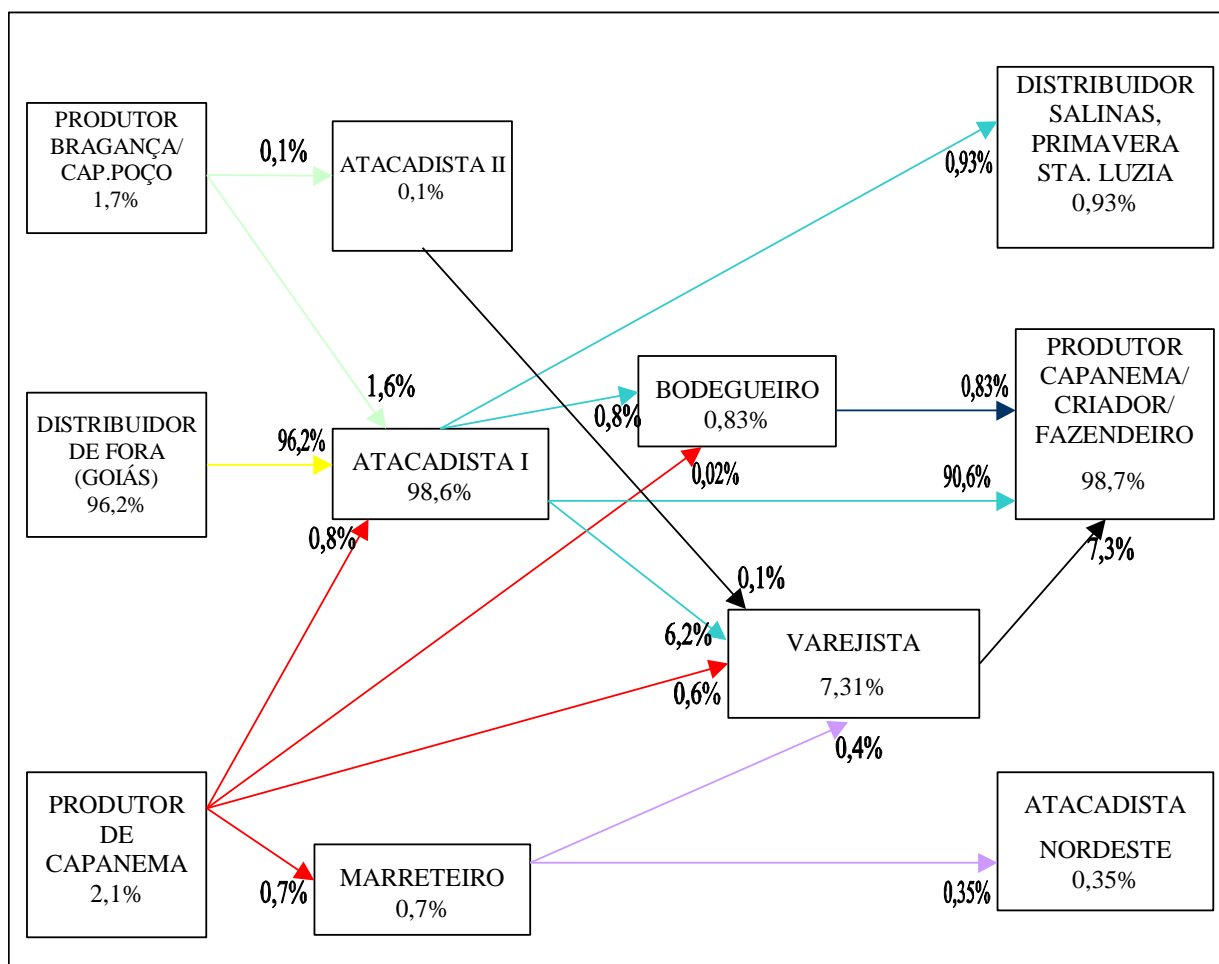 PRODUTOR
BRAGANÇA/
CAP.POÇO
1,7%
0,1%
ATACADISTA II
0,1%
DISTRIBUIDOR
SALINAS,
PRIMAVERA
STA. LUZIA
0,93%
0,93%
1,6%
DISTRIBUIDOR
DE FORA
(GOIÁS)
96,2%
96,2%
ATACADISTA I
98,6%
0,8%
BODEGUEIRO
0,83%
0,8%
0,02%
0,83%
90,6%
PRODUTOR
CAPANEMA/
CRIADOR/
FAZENDEIRO
98,7%
7,3%
0,1%
6,2%
0,6%
VAREJISTA
7,31%
0,4%
PRODUTOR
DE
CAPANEMA
2,1%
0,7%
MARRETEIRO
0,7%
0,35%
ATACADISTA
NORDESTE
0,35%
0,8%